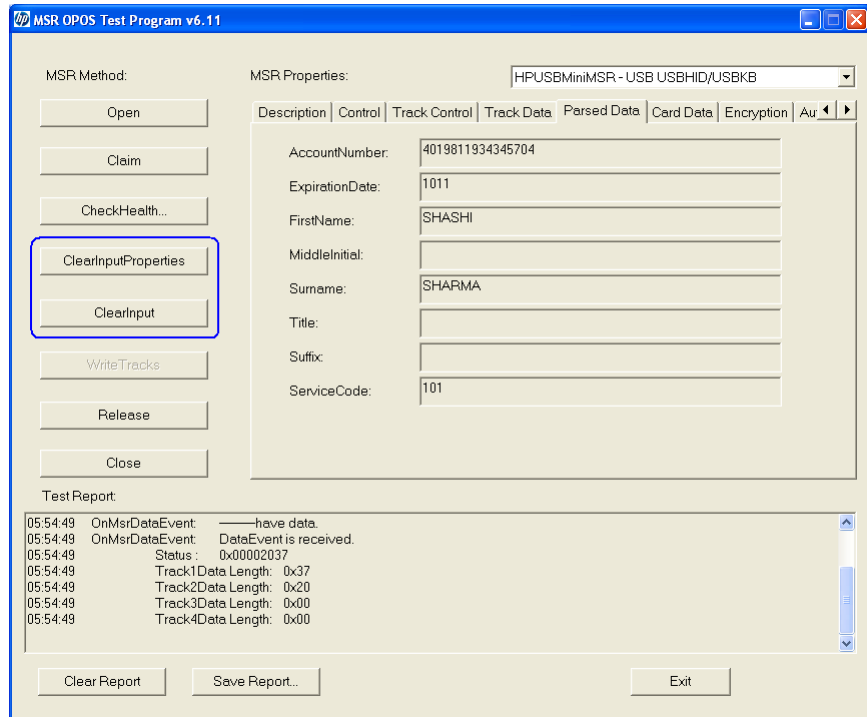 MSR OPOS Test Program v6.11
MSR Method:
MSR Properties:
HPUSBMiniMSR - USB USBHID/USBKB
Open
Claim
CheckHealth...
ClearInputProperties
ClearInput
WriteTracks
Release
Close
Description Control Track Control Track Data Parsed Data Card Data Encryption
AccountNumber: 4019811934345704
ExpirationDate: 1011
FirstName: SHASHI
MiddleInitial:
Surname: SHARMA
Title:
Suffix:
ServiceCode: 101
Test Report:
05:54:49 OnMsrDataEvent: -----have data.
05:54:49 OnMsrDataEvent: DataEvent is received.
05:54:49 Status : 0x00002037
05:54:49 Track1Data Length: 0x37
05:54:49 Track2Data Length: 0x20
05:54:49 Track3Data Length: 0x00
05:54:49 Track4Data Length: 0x00
Clear Report
Save Report...
Exit